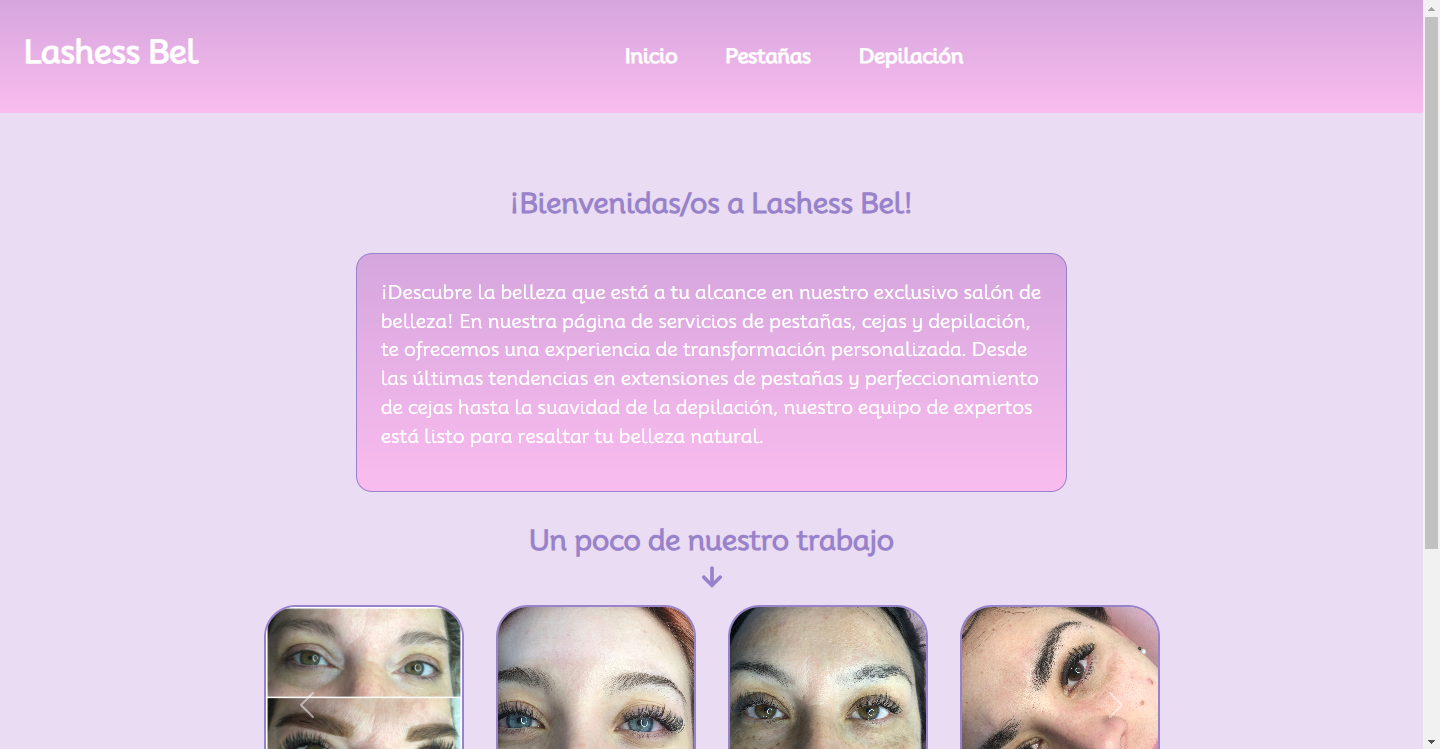 Lashess Bel
Inicio Pestañas Depilación
¡Bienvenidas/os a Lashess Bel!
¡Descubre la belleza que está a tu alcance en nuestro exclusivo salón de
belleza! En nuestra página de servicios de pestañas, cejas y depilación,
te ofrecemos una experiencia de transformación personalizada. Desde
las últimas tendencias en extensiones de pestañas y perfeccionamiento
de cejas hasta la suavidad de la depilación, nuestro equipo de expertos
está listo para resaltar tu belleza natural.
Un poco de nuestro trabajo